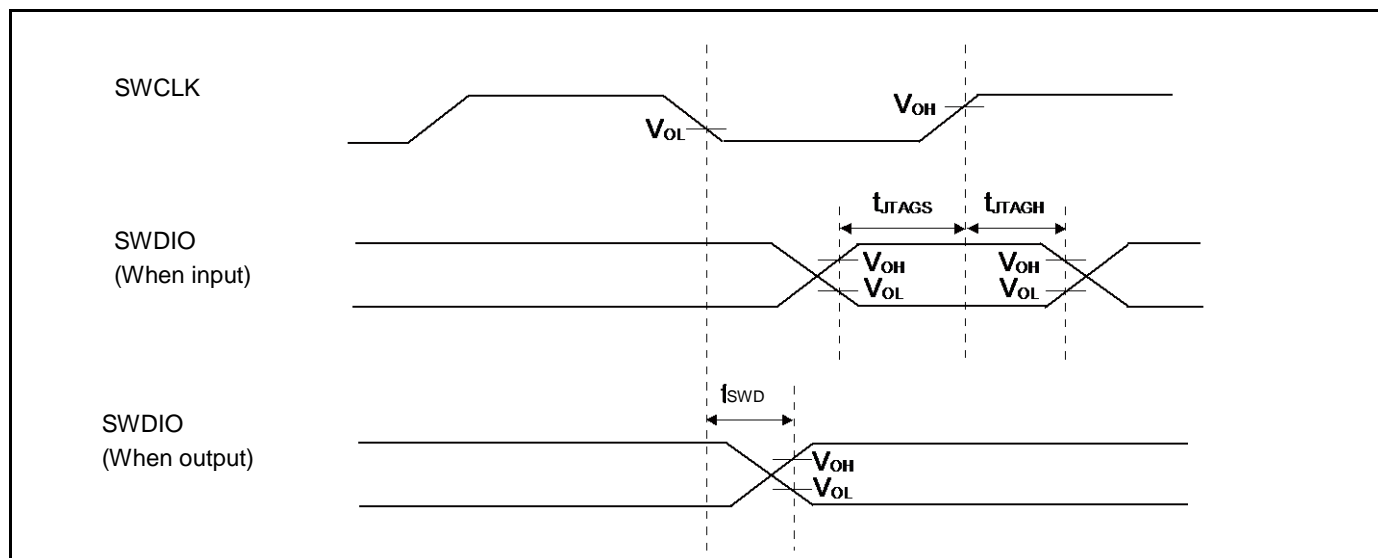 SWCLK
VOH
VOL
tJTAGS
tJTAGH
SWDIO
(When input)
VOH
VOH
VOL
VOL
tSWD
SWDIO
(When output)
VOH
VOL